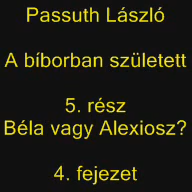 Passuth László
A bíborban született
5. rész
Béla vagy Alexiosz?
4. fejezet